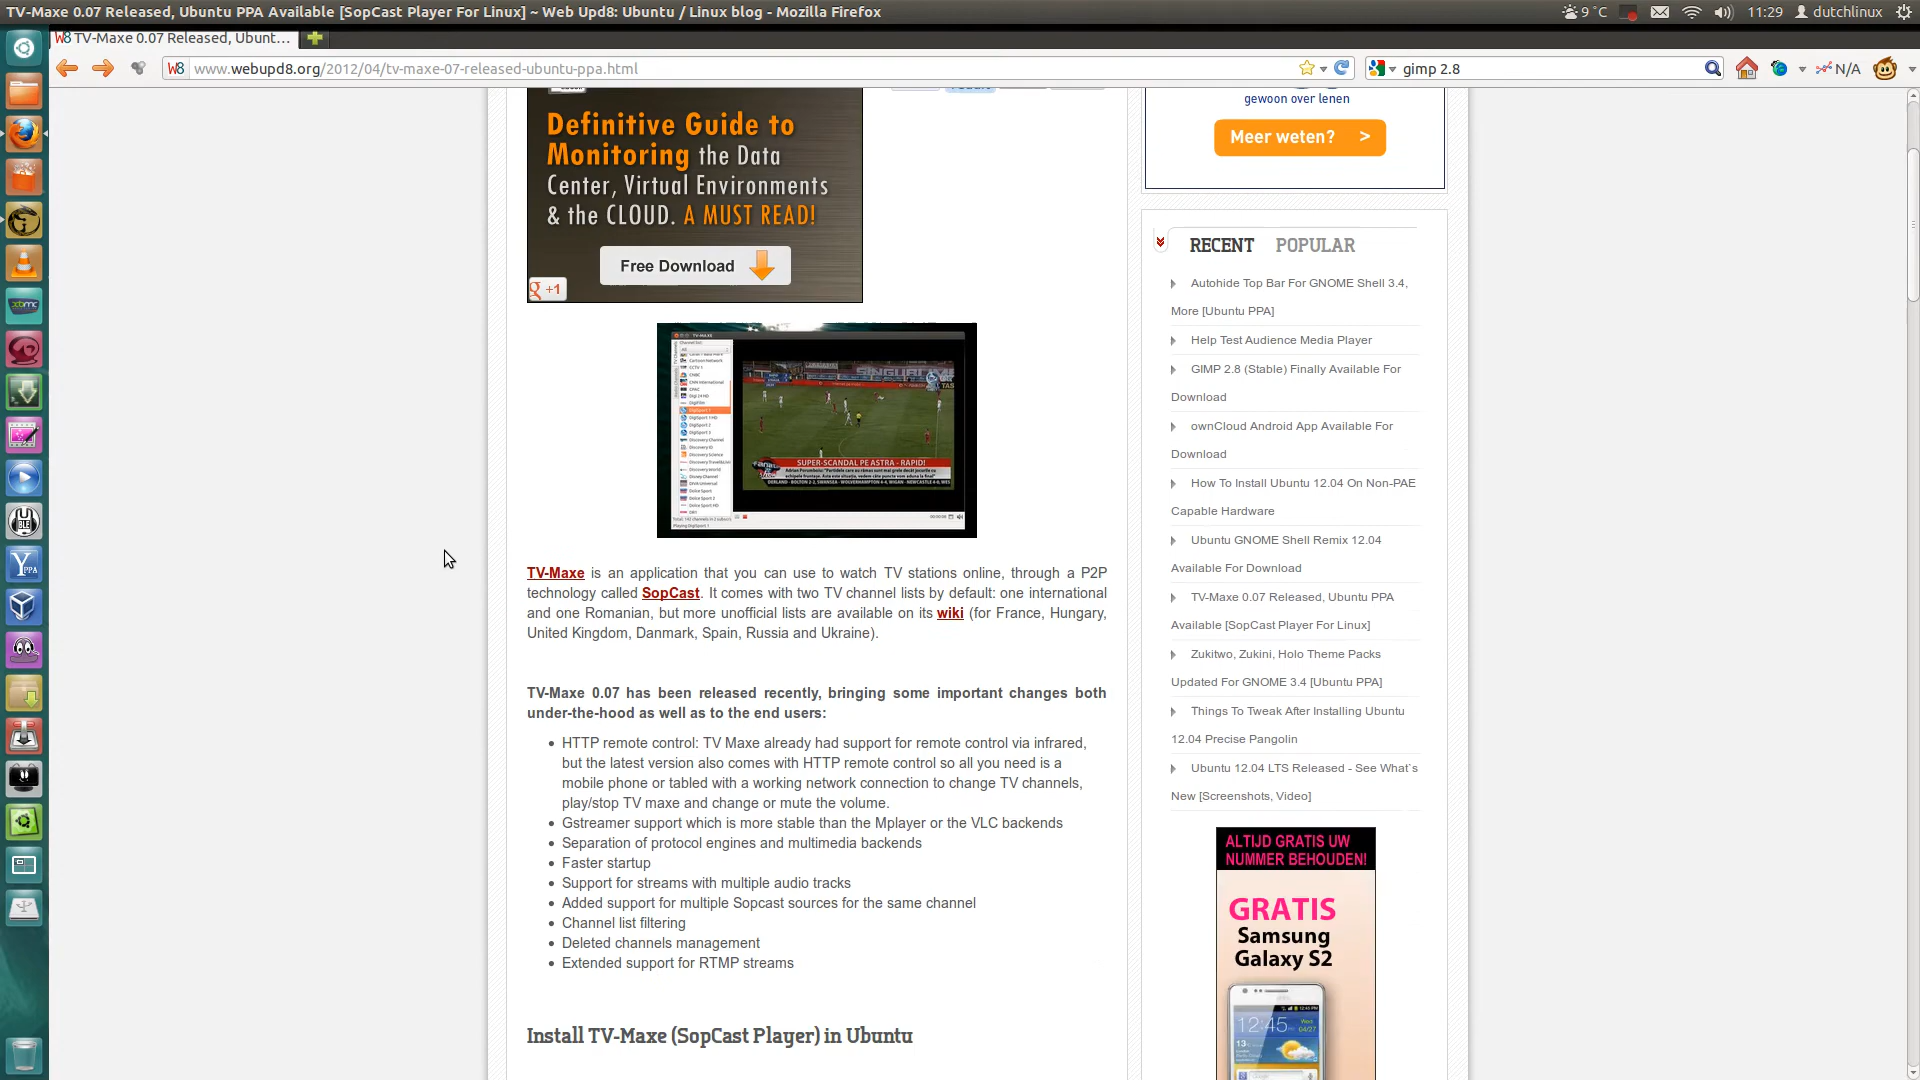 TV-Maxe 0.07 Released, Ubuntu PPA Available [SopCast Player For Linux] ~ Web Upd8: Ubuntu / Linux blog - Mozilla Firefox
9 °C
11:29
dutchlinux
W8 TV-Maxe 0.07 Released, Ubunt...
W8 www.webupd8.org/2012/04/tv-maxe-07-released-ubuntu-ppa.html
gimp 2.8
N/A
Definitive Guide to
Monitoring the Data
Center, Virtual Environments
& the CLOUD. A MUST READ!
Free Download
g +1
SUPER-SCANDAL PE ASTRA - RAPID!
TV-Maxe is an application that you can use to watch TV stations online, through a P2P
technology called SopCast. It comes with two TV channel lists by default: one international
and one Romanian, but more unofficial lists are available on its wiki (for France, Hungary,
United Kingdom, Danmark, Spain, Russia and Ukraine).
TV-Maxe 0.07 has been released recently, bringing some important changes both
under-the-hood as well as to the end users:
HTTP remote control: TV Maxe already had support for remote control via infrared,
but the latest version also comes with HTTP remote control so all you need is a
mobile phone or tabled with a working network connection to change TV channels,
play/stop TV maxe and change or mute the volume.
Gstreamer support which is more stable than the Mplayer or the VLC backends
Separation of protocol engines and multimedia backends
Faster startup
Support for streams with multiple audio tracks
Added support for multiple Sopcast sources for the same channel
Channel list filtering
Deleted channels management
Extended support for RTMP streams
Install TV-Maxe (SopCast Player) in Ubuntu
gewoon over lenen
Meer weten? >
RECENT POPULAR
Autohide Top Bar For GNOME Shell 3.4,
More [Ubuntu PPA]
Help Test Audience Media Player
GIMP 2.8 (Stable) Finally Available For
Download
ownCloud Android App Available For
Download
How To Install Ubuntu 12.04 On Non-PAE
Capable Hardware
Ubuntu GNOME Shell Remix 12.04
Available For Download
TV-Maxe 0.07 Released, Ubuntu PPA
Available [SopCast Player For Linux]
Zukitwo, Zukini, Holo Theme Packs
Updated For GNOME 3.4 [Ubuntu PPA]
Things To Tweak After Installing Ubuntu
12.04 Precise Pangolin
Ubuntu 12.04 LTS Released - See What`s
New [Screenshots, Video]
ALTIJD GRATIS UW
NUMMER BEHOUDEN!
GRATIS
Samsung
Galaxy S2
12:45